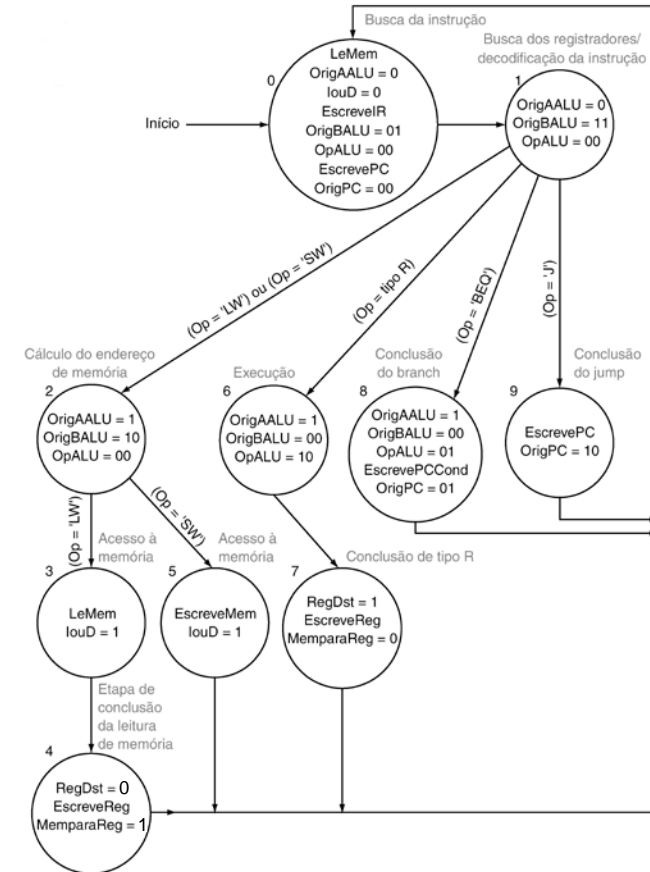 Busca da instrução
0
LeMem
OrigAALU = 0
IouD = 0
EscreveIR
OrigBALU = 01
OpALU = 00
EscrevePC
OrigPC = 00
Início
Busca dos registradores/
decodificação da instrução
1
OrigAALU = 0
OrigBALU = 11
OpALU = 00
(Op = 'LW') ou (Op = 'SW')
(Op = tipo R)
(Op = 'BEQ')
(Op = 'J')
Cálculo do endereço
de memória
2
OrigAALU = 1
OrigBALU = 10
OpALU = 00
Execução
6
OrigAALU = 1
OrigBALU = 00
OpALU = 10
Conclusão
do branch
8
OrigAALU = 1
OrigBALU = 00
OpALU = 01
EscrevePCCond
OrigPC = 01
Conclusão
do jump
9
EscrevePC
OrigPC = 10
(Op = 'LW')
(Op = 'SW')
Acesso à
memória
3
LeMem
IouD = 1
Acesso à
memória
5
EscreveMem
IouD = 1
Conclusão de tipo R
7
RegDst = 1
EscreveReg
MemparaReg = 0
Etapa de
conclusão
da leitura
de memória
4
RegDst = 0
EscreveReg
MemparaReg = 1